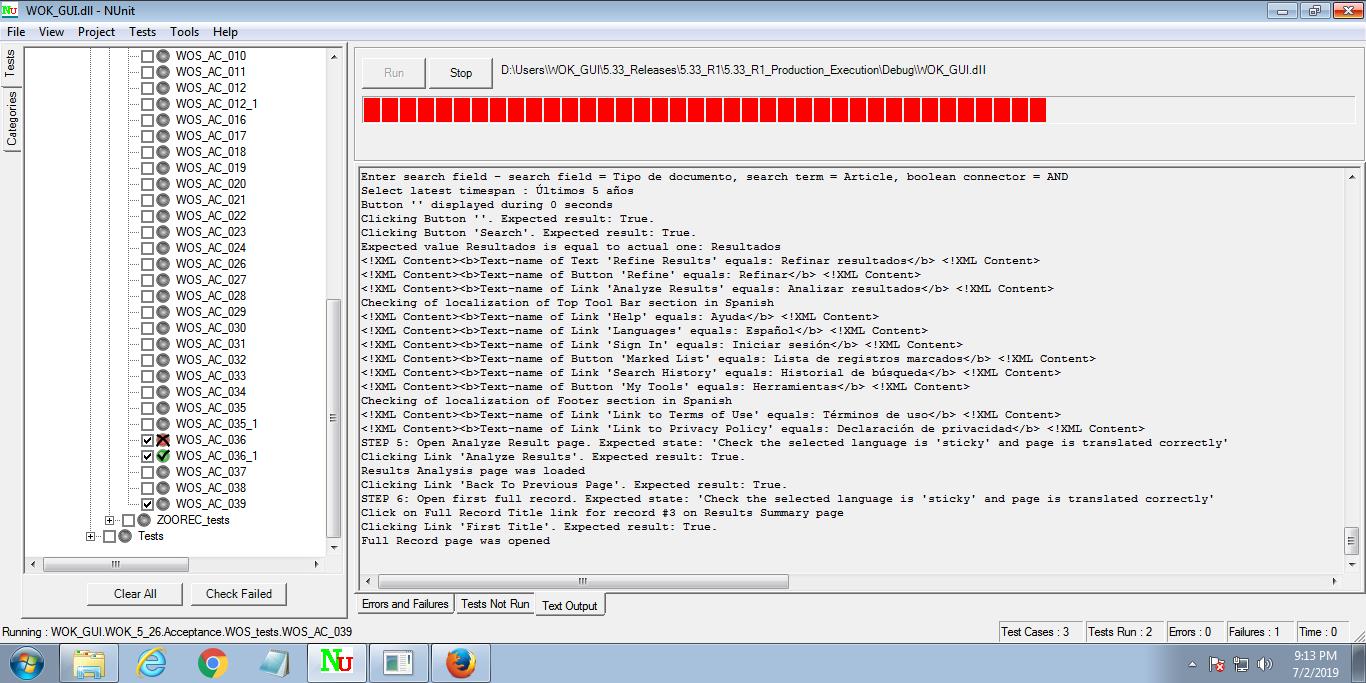 WOK_GUI.dll - NUnit
File View Project Tests Tools Help
Tests
Categories
WOS_AC_010
WOS_AC_011
WOS_AC_012
WOS_AC_012_1
WOS_AC_016
WOS_AC_017
WOS_AC_018
WOS_AC_019
WOS_AC_020
WOS_AC_021
WOS_AC_022
WOS_AC_023
WOS_AC_024
WOS_AC_026
WOS_AC_027
WOS_AC_028
WOS_AC_029
WOS_AC_030
WOS_AC_031
WOS_AC_032
WOS_AC_033
WOS_AC_034
WOS_AC_035
WOS_AC_035_1
WOS_AC_036
WOS_AC_036_1
WOS_AC_037
WOS_AC_038
WOS_AC_039
ZOOREC_tests
Tests
Clear All Check Failed
Run Stop D:\Users\WOK_GUI\5.33_Releases\5.33_R1\5.33_R1_Production_Execution\Debug\WOK_GUI.dll
Enter search field - search field = Tipo de documento, search term = Article, boolean connector = AND
Select latest timespan : Últimos 5 años
Button '' displayed during 0 seconds
Clicking Button ''. Expected result: True.
Clicking Button 'Search'. Expected result: True.
Expected value Resultados is equal to actual one: Resultados
<!XML Content><b>Text-name of Text 'Refine Results' equals: Refinar resultados</b> <!XML Content>
<!XML Content><b>Text-name of Button 'Refine' equals: Refinar</b> <!XML Content>
<!XML Content><b>Text-name of Link 'Analyze Results' equals: Analizar resultados</b> <!XML Content>
Checking of localization of Top Tool Bar section in Spanish
<!XML Content><b>Text-name of Link 'Help' equals: Ayuda</b> <!XML Content>
<!XML Content><b>Text-name of Link 'Languages' equals: Español</b> <!XML Content>
<!XML Content><b>Text-name of Link 'Sign In' equals: Iniciar sesión</b> <!XML Content>
<!XML Content><b>Text-name of Button 'Marked List' equals: Lista de registros marcados</b> <!XML Content>
<!XML Content><b>Text-name of Link 'Search History' equals: Historial de búsqueda</b> <!XML Content>
<!XML Content><b>Text-name of Button 'My Tools' equals: Herramientas</b> <!XML Content>
Checking of localization of Footer section in Spanish
<!XML Content><b>Text-name of Link 'Link to Terms of Use' equals: Términos de uso</b> <!XML Content>
<!XML Content><b>Text-name of Link 'Link to Privacy Policy' equals: Declaración de privacidad</b> <!XML Content>
STEP 5: Open Analyze Result page. Expected state: 'Check the selected language is 'sticky' and page is translated correctly'
Clicking Link 'Analyze Results'. Expected result: True.
Results Analysis page was loaded
Clicking Link 'Back To Previous Page'. Expected result: True.
STEP 6: Open first full record. Expected state: 'Check the selected language is 'sticky' and page is translated correctly'
Click on Full Record Title link for record #3 on Results Summary page
Clicking Link 'First Title'. Expected result: True.
Full Record page was opened
Errors and Failures Tests Not Run Text Output
Running : WOK_GUI.WOK_5_26.Acceptance.WOS_tests.WOS_AC_039 Test Cases : 3 Tests Run : 2 Errors : 0 Failures : 1 Time : 0
Nu
9:13 PM
7/2/2019